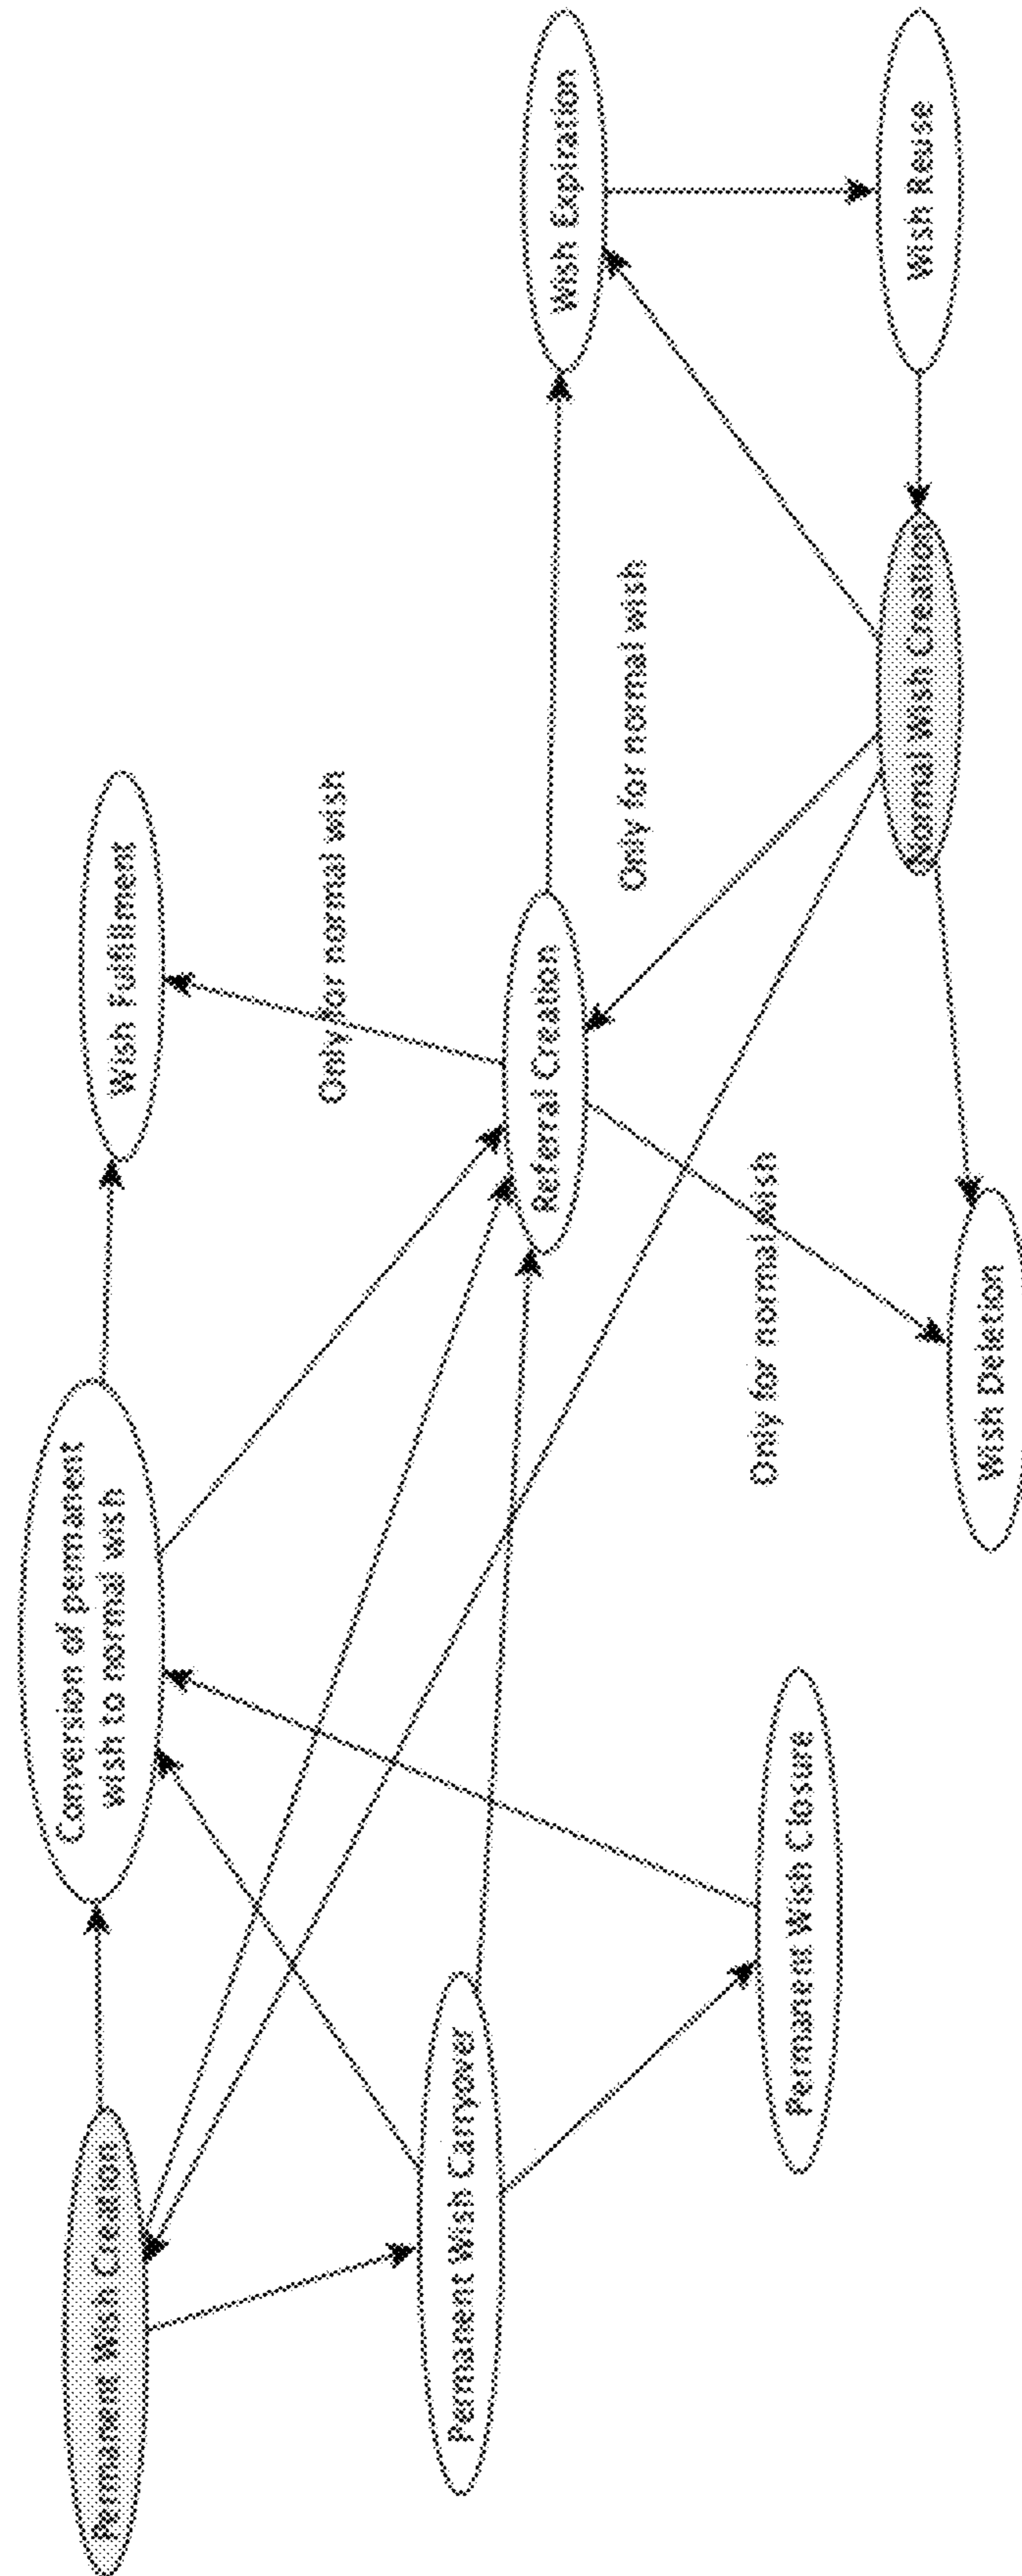 Permanent Wish Creation
Conversion of permanent
wish to normal wish
Wish Fulfillment
Only for normal wish
Permanent Wish Carryover
Referral Creation
Wish Expiration
Only for normal wish
Only for normal wish
Permanent Wish Closure
Wish Deletion
Normal Wish Creation
Wish Reuse